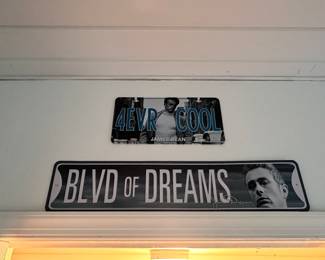 4EVR COOL
JAMES DEAN
BLVD OF DREAMS